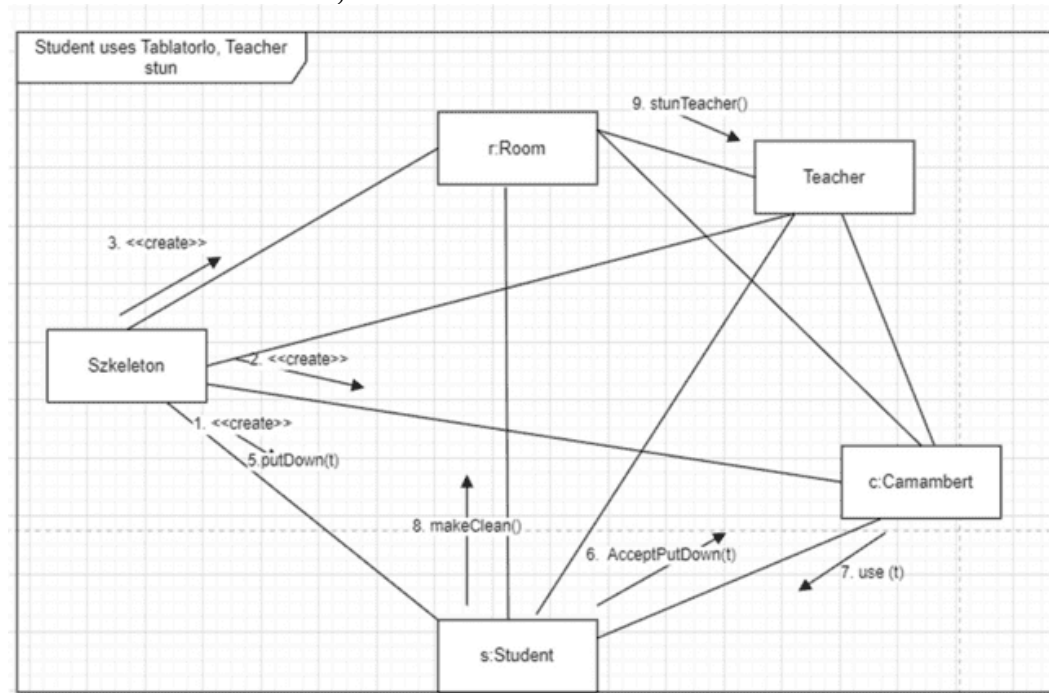 Student uses Tablatorlo, Teacher
stun
9. stunTeacher()
r:Room
Teacher
3. <<create>>
Szkeleton
2. <<create>>
1. <<create>>
5.putDown(t)
c:Camambert
8. makeClean()
6. AcceptPutDown(t)
7. use (t)
s:Student